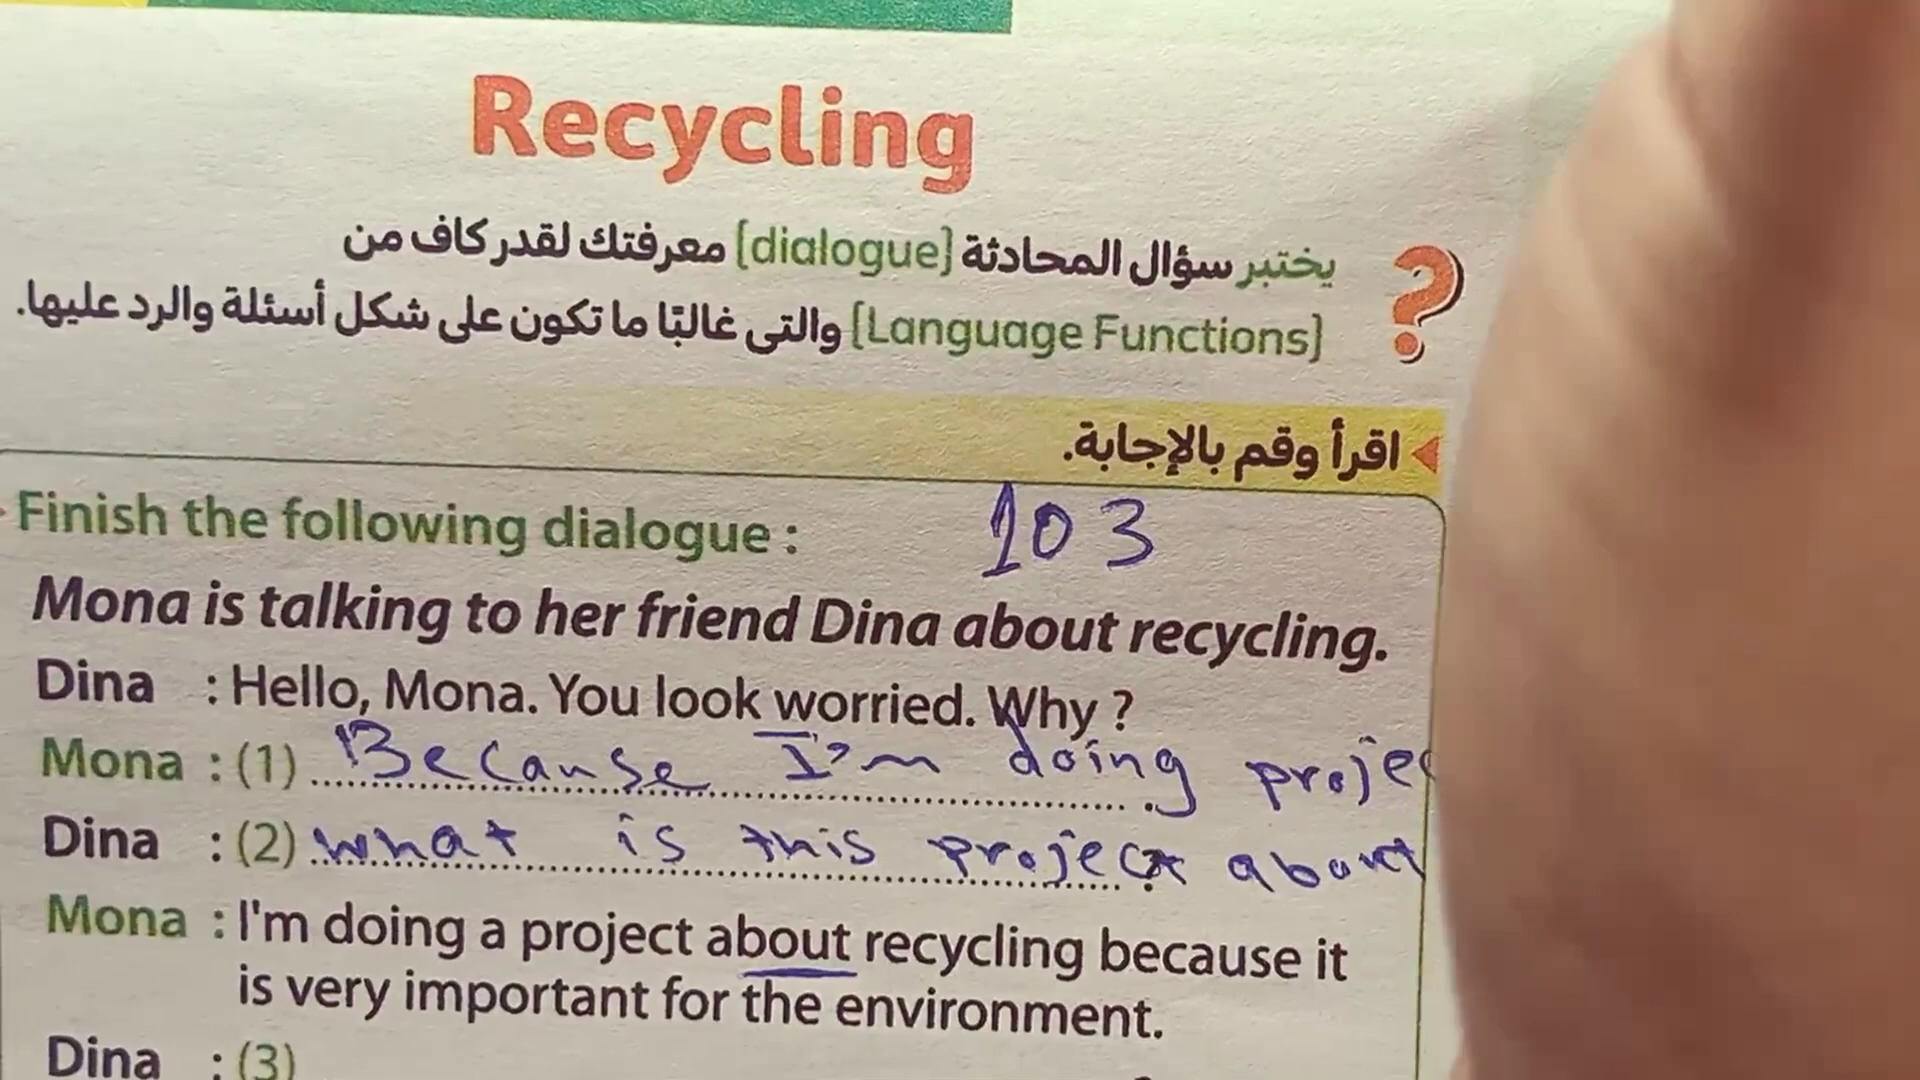 Recycling
يختبر سؤال المحادثة [dialogue] معرفتك لقدر كاف من
[Language Functions] والتى غالبًا ما تكون على شكل أسئلة والرد عليها.
?
اقرأ وقم بالإجابة.
Finish the following dialogue :
103
Mona is talking to her friend Dina about recycling.
Dina : Hello, Mona. You look worried. Why ?
Mona : (1) Because I'm doing projec
Dina : (2) what is this project about
Mona : I'm doing a project about recycling because it
is very important for the environment.
Dina : (3)